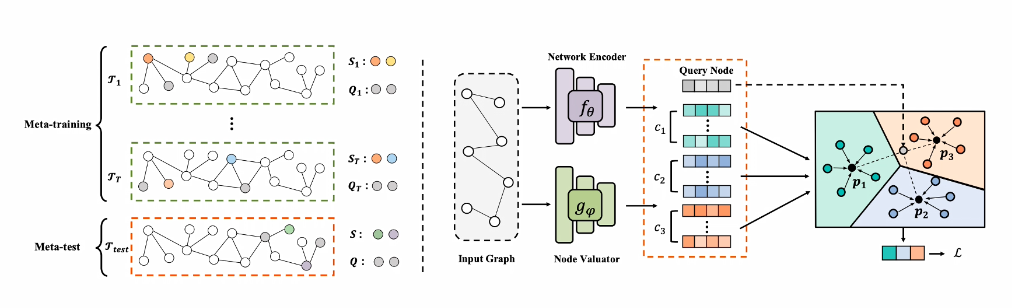 Meta-training
𝒯1
S1 :
Q1 :
𝒯T
ST :
QT :
Meta-test
𝒯test
S :
Q :
Input Graph
Network Encoder
fθ
gφ
Node Valuator
Query Node
c1
c2
c3
p1
p2
p3
ℒ